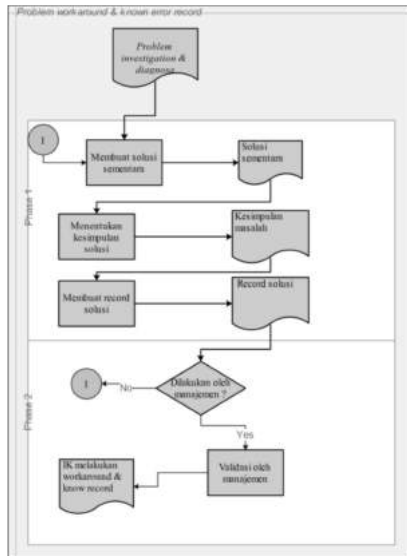 Problem workaround & known error record
Problem
investigation &
diagnosa
1
Membuat solusi
sementara
Solusi
sementara
Phase 1
Menentukan
kesimpulan
solusi
Kesimpulan
masalah
Membuat record
solusi
Record solusi
Phase 2
1
No
Dilakukan oleh
manajemen ?
Yes
IK melakukan
workaround &
know record
Validasi oleh
manajemen